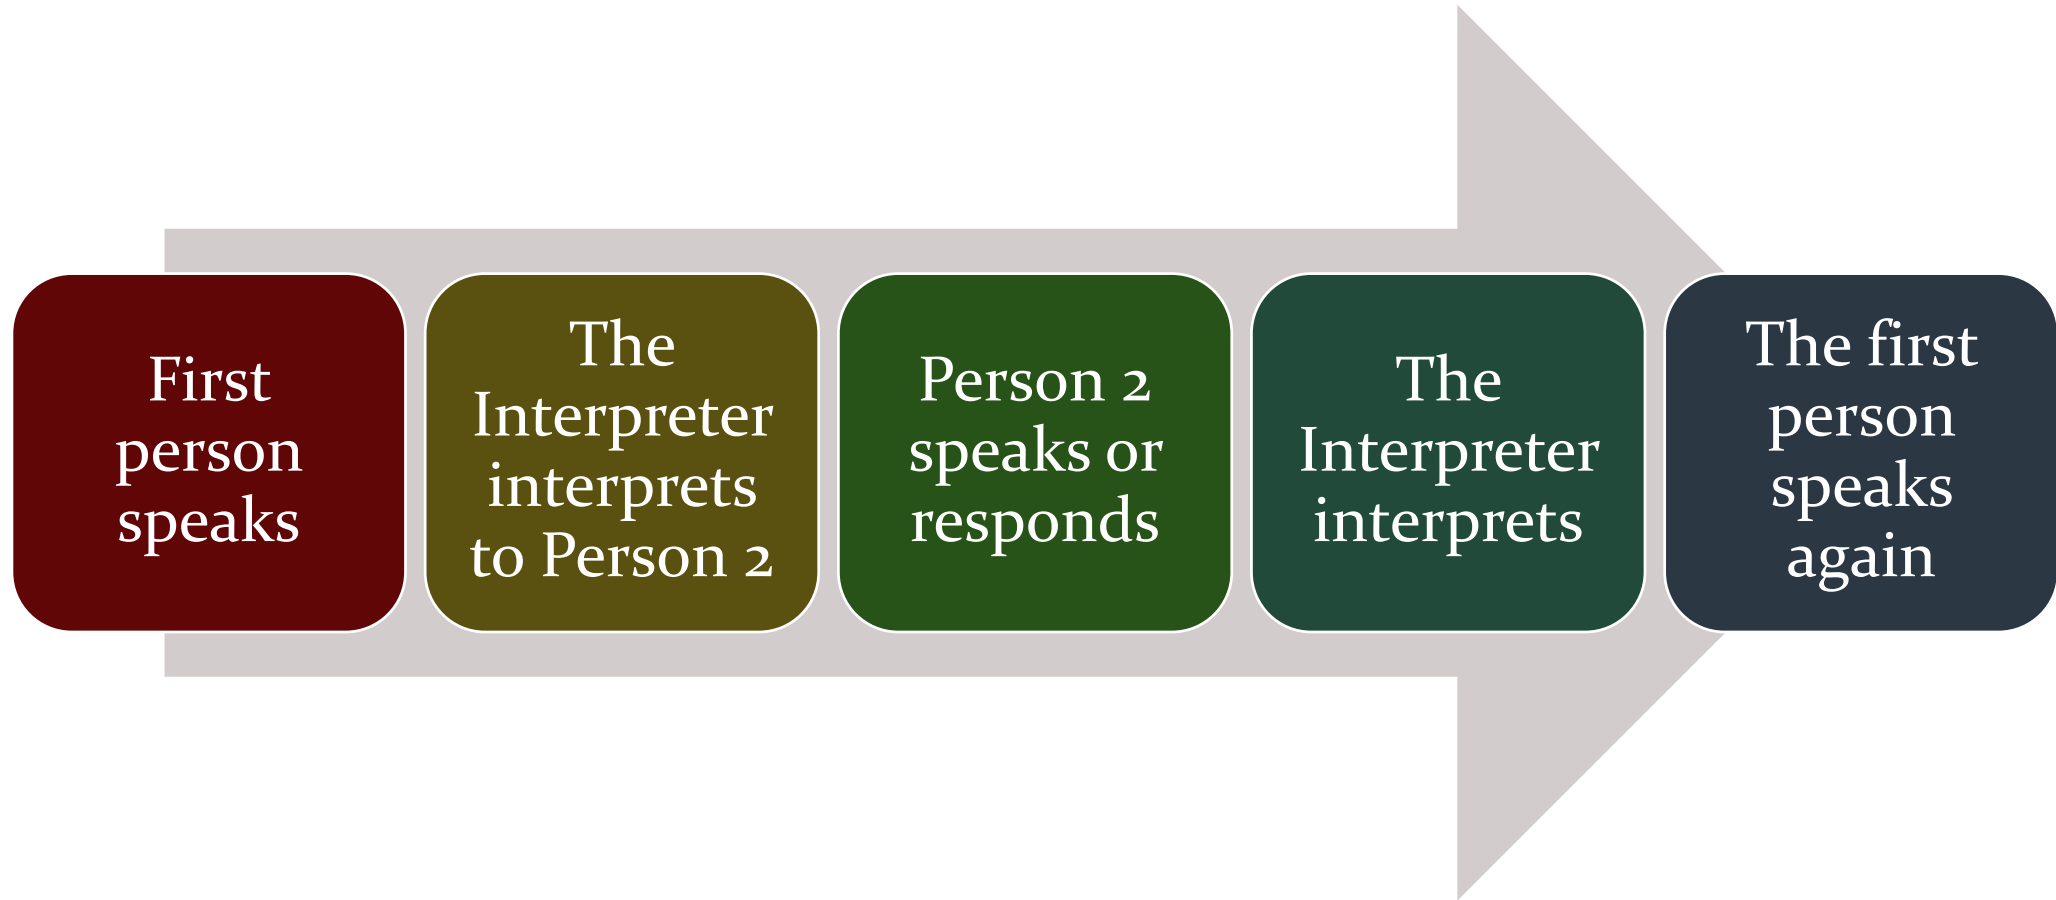 First
person
speaks
The
Interpreter
interprets
to Person 2
Person 2
speaks or
responds
The
Interpreter
interprets
The first
person
speaks
again